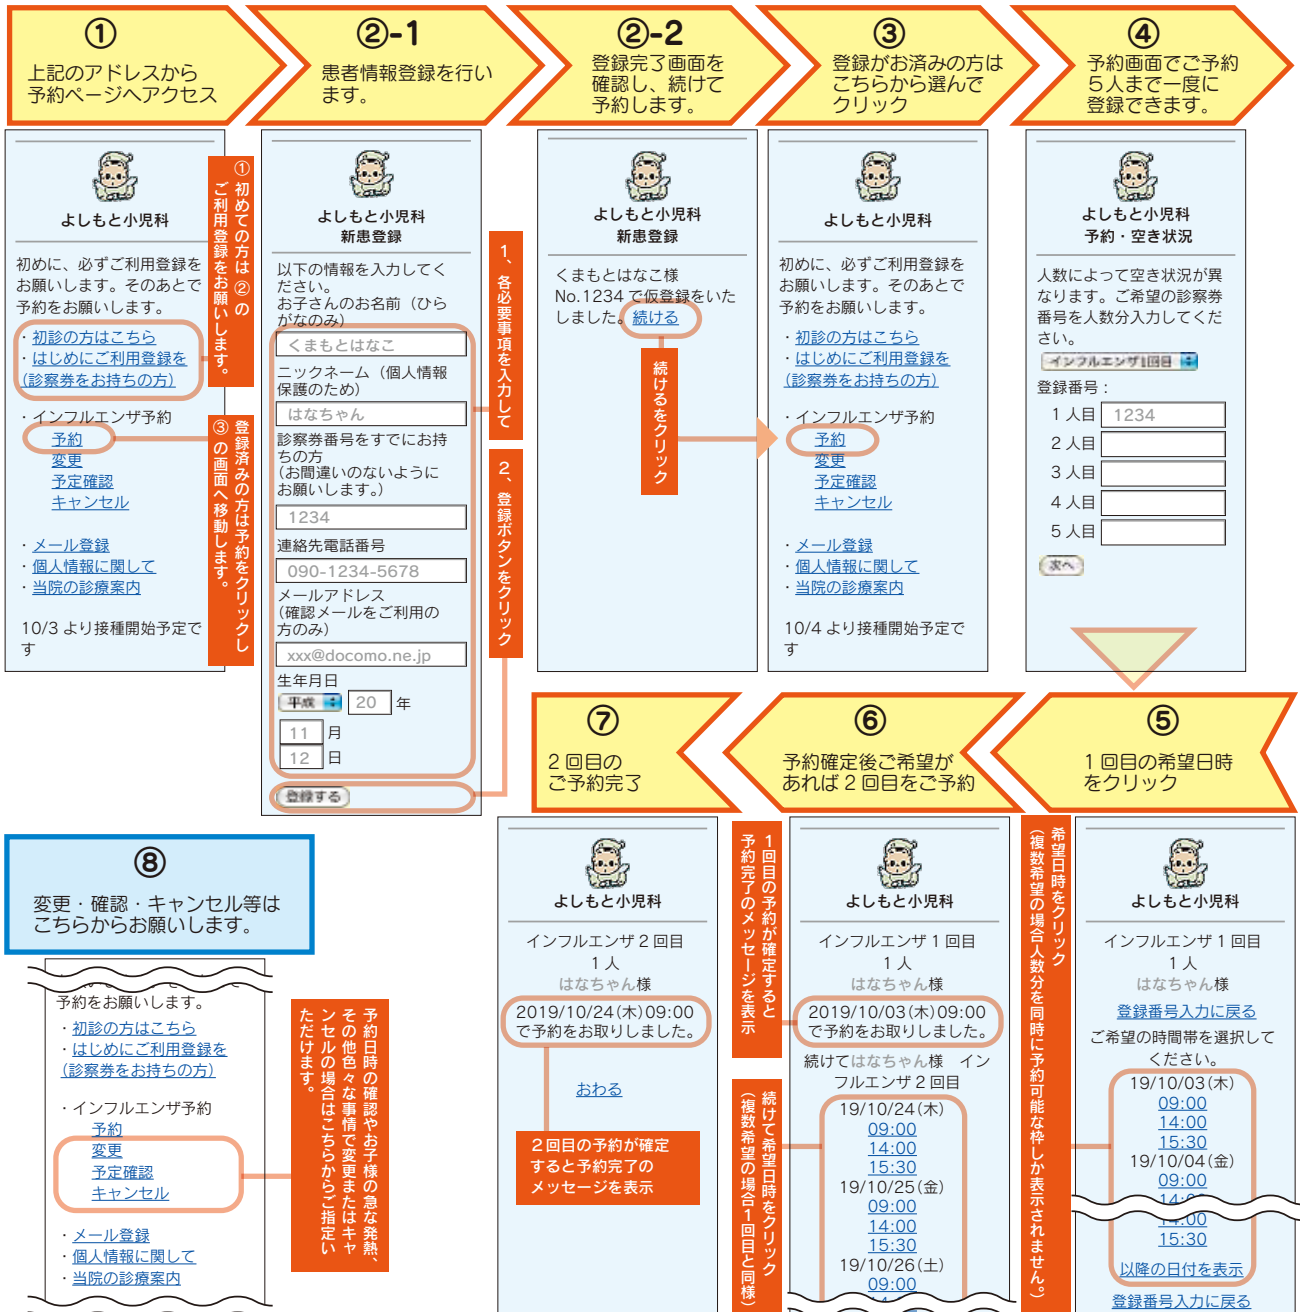 ①
上記のアドレスから
予約ページへアクセス
②-1
患者情報登録を行い
ます。
②-2
登録完了画面を
確認し、続けて
予約します。
③
登録がお済みの方は
こちらから選んで
クリック
④
予約画面でご予約
5人まで一度に
登録できます。
よしもと小児科
初めに、必ずご利用登録を
お願いします。そのあとで
予約をお願いします。
・初診の方はこちら
・はじめにご利用登録を
(診察券をお持ちの方)
・インフルエンザ予約
予約
変更
予定確認
キャンセル
・メール登録
・個人情報に関して
・当院の診療案内
10/3 より接種開始予定で
す
①初めての方は②の
ご利用登録をお願いします。
登録済みの方は予約をクリックし
③の画面へ移動します。
よしもと小児科
新患登録
以下の情報を入力してく
ださい。
お子さんのお名前（ひら
がなのみ）
くまもとはなこ
ニックネーム（個人情報
保護のため）
はなちゃん
診察券番号をすでにお持
ちの方
(お間違いのないように
お願いします。)
1234
連絡先電話番号
090-1234-5678
メールアドレス
(確認メールをご利用の
方のみ)
xxx@docomo.ne.jp
生年月日
平成 20 年
11 月
12 日
登録する
1、各必要事項を入力して
2、登録ボタンをクリック
よしもと小児科
新患登録
くまもとはなこ様
No.1234 で仮登録をいた
しました。続ける
続けるをクリック
よしもと小児科
初めに、必ずご利用登録を
お願いします。そのあとで
予約をお願いします。
・初診の方はこちら
・はじめにご利用登録を
(診察券をお持ちの方)
・インフルエンザ予約
予約
変更
予定確認
キャンセル
・メール登録
・個人情報に関して
・当院の診療案内
10/4 より接種開始予定で
す
よしもと小児科
予約・空き状況
人数によって空き状況が異
なります。ご希望の診察券
番号を人数分入力してくだ
さい。
インフルエンザ1回目
登録番号：
1 人目 1234
2 人目
3 人目
4 人目
5 人目
次へ
⑤
1回目の希望日時
をクリック
⑥
予約確定後ご希望が
あれば2回目をご予約
⑦
2回目の
ご予約完了
希望日時をクリック
(複数希望の場合人数分を同時に予約可能な枠しか表示されません。)
よしもと小児科
インフルエンザ 1 回目
1 人
はなちゃん様
登録番号入力に戻る
ご希望の時間帯を選択して
ください。
19/10/03(木)
09:00
14:00
15:30
19/10/04(金)
09:00
14:00
15:30
以降の日付を表示
登録番号入力に戻る
1回目の予約が確定すると
予約完了のメッセージを表示
続けて希望日時をクリック
(複数希望の場合1回目と同様)
よしもと小児科
インフルエンザ 1 回目
1 人
はなちゃん様
2019/10/03(木)09:00
で予約をお取りしました。
続けてはなちゃん様　イン
フルエンザ 2 回目
19/10/24(木)
09:00
14:00
15:30
19/10/25(金)
09:00
14:00
15:30
19/10/26(土)
09:00
よしもと小児科
インフルエンザ 2 回目
1 人
はなちゃん様
2019/10/24(木)09:00
で予約をお取りしました。
おわる
2回目の予約が確定
すると予約完了の
メッセージを表示
⑧
変更・確認・キャンセル等は
こちらからお願いします。
予約をお願いします。
・初診の方はこちら
・はじめにご利用登録を
(診察券をお持ちの方)
・インフルエンザ予約
予約
変更
予定確認
キャンセル
・メール登録
・個人情報に関して
・当院の診療案内
予約日時の確認やお子様の急な発熱、
その他色々な事情で変更またはキャ
ンセルの場合はこちらからご指定い
ただけます。